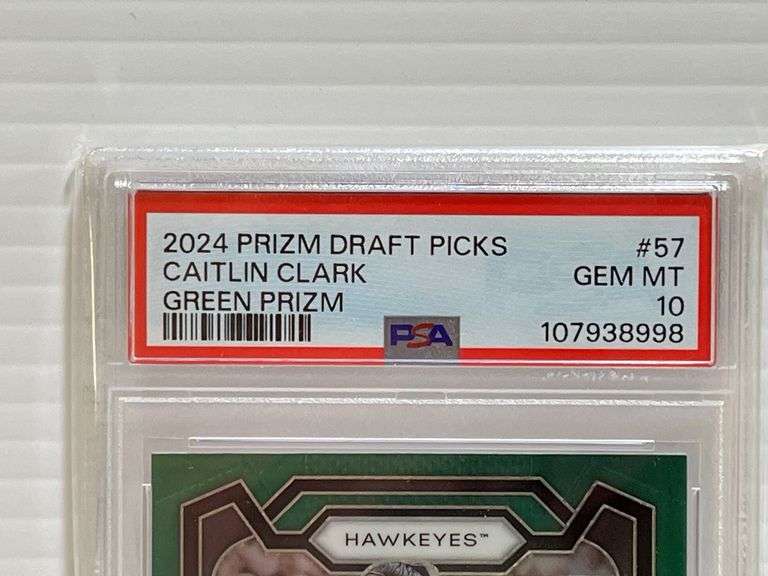 2024 PRIZM DRAFT PICKS #57
CAITLIN CLARK GEM MT
GREEN PRIZM 10
PSA 107938998
HAWKEYES™